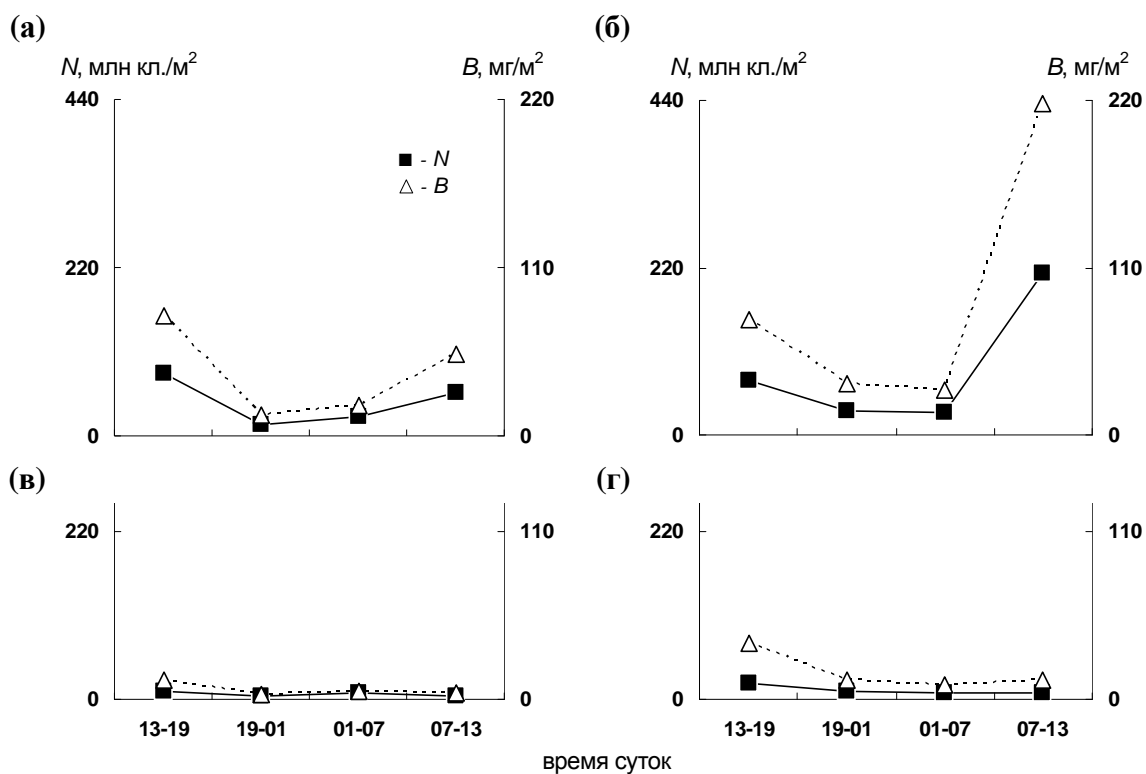 (а)
(б)
N, млн кл./м²
B, мг/м²
N, млн кл./м²
B, мг/м²
440
220
440
220
■ - N
△ - B
220
110
220
110
0
0
0
0
(в)
(г)
220
110
220
110
0
0
0
0
13-19
19-01
01-07
07-13
13-19
19-01
01-07
07-13
время суток